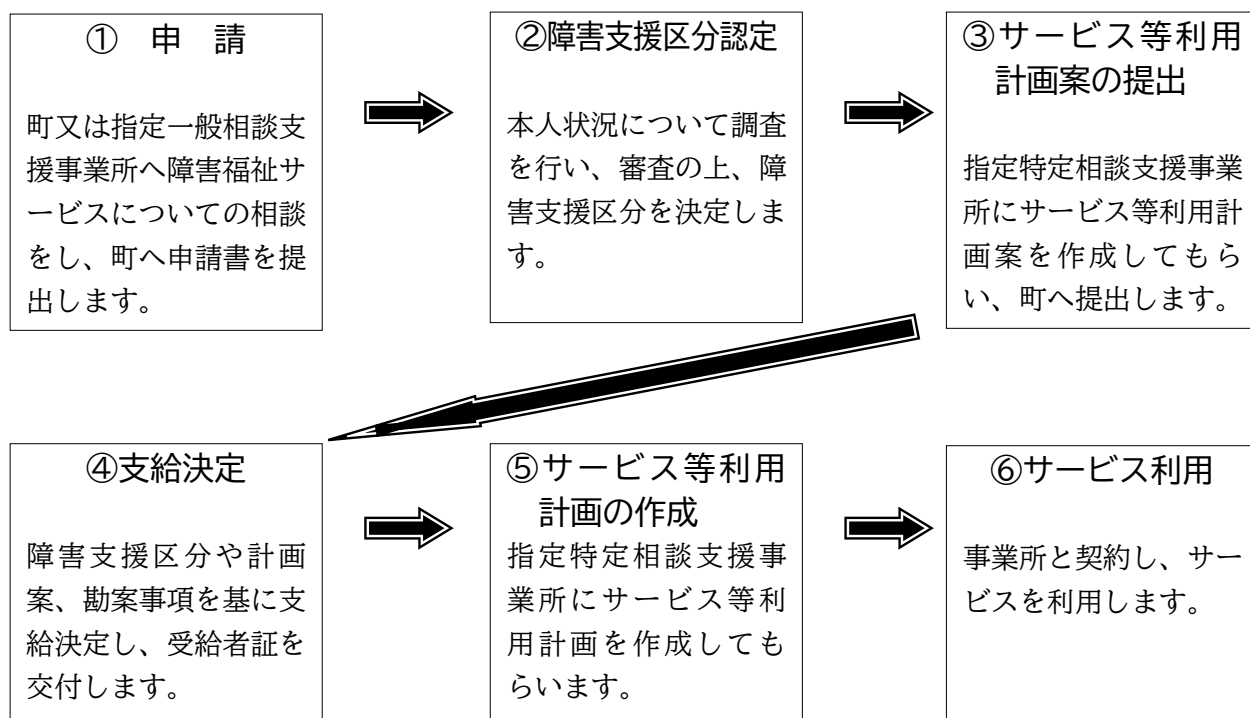 ① 申 請
町又は指定一般相談支
援事業所へ障害福祉サ
ービスについての相談
をし、町へ申請書を提
出します。
②障害支援区分認定
本人状況について調査
を行い、審査の上、障
害支援区分を決定しま
す。
③サービス等利用
計画案の提出
指定特定相談支援事業
所にサービス等利用計
画案を作成してもら
い、町へ提出します。
④支給決定
障害支援区分や計画
案、勘案事項を基に支
給決定し、受給者証を
交付します。
⑤サービス等利用
計画の作成
指定特定相談支援事
業所にサービス等利
用計画を作成しても
らいます。
⑥サービス利用
事業所と契約し、サー
ビスを利用します。